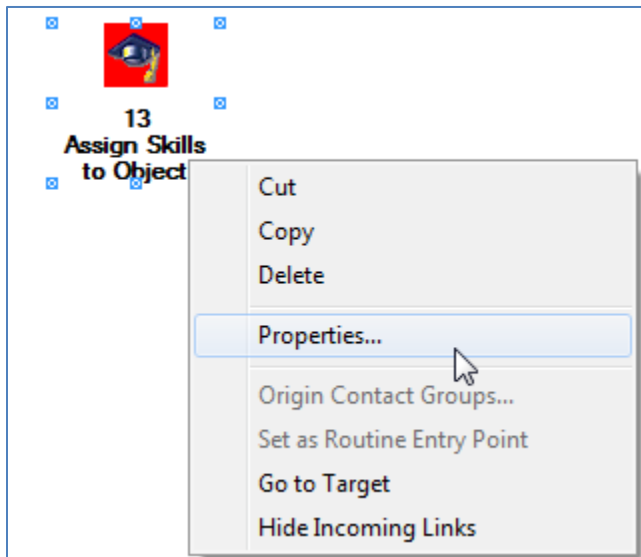 13
Assign Skills
to Object
Cut
Copy
Delete
Properties...
Origin Contact Groups...
Set as Routine Entry Point
Go to Target
Hide Incoming Links